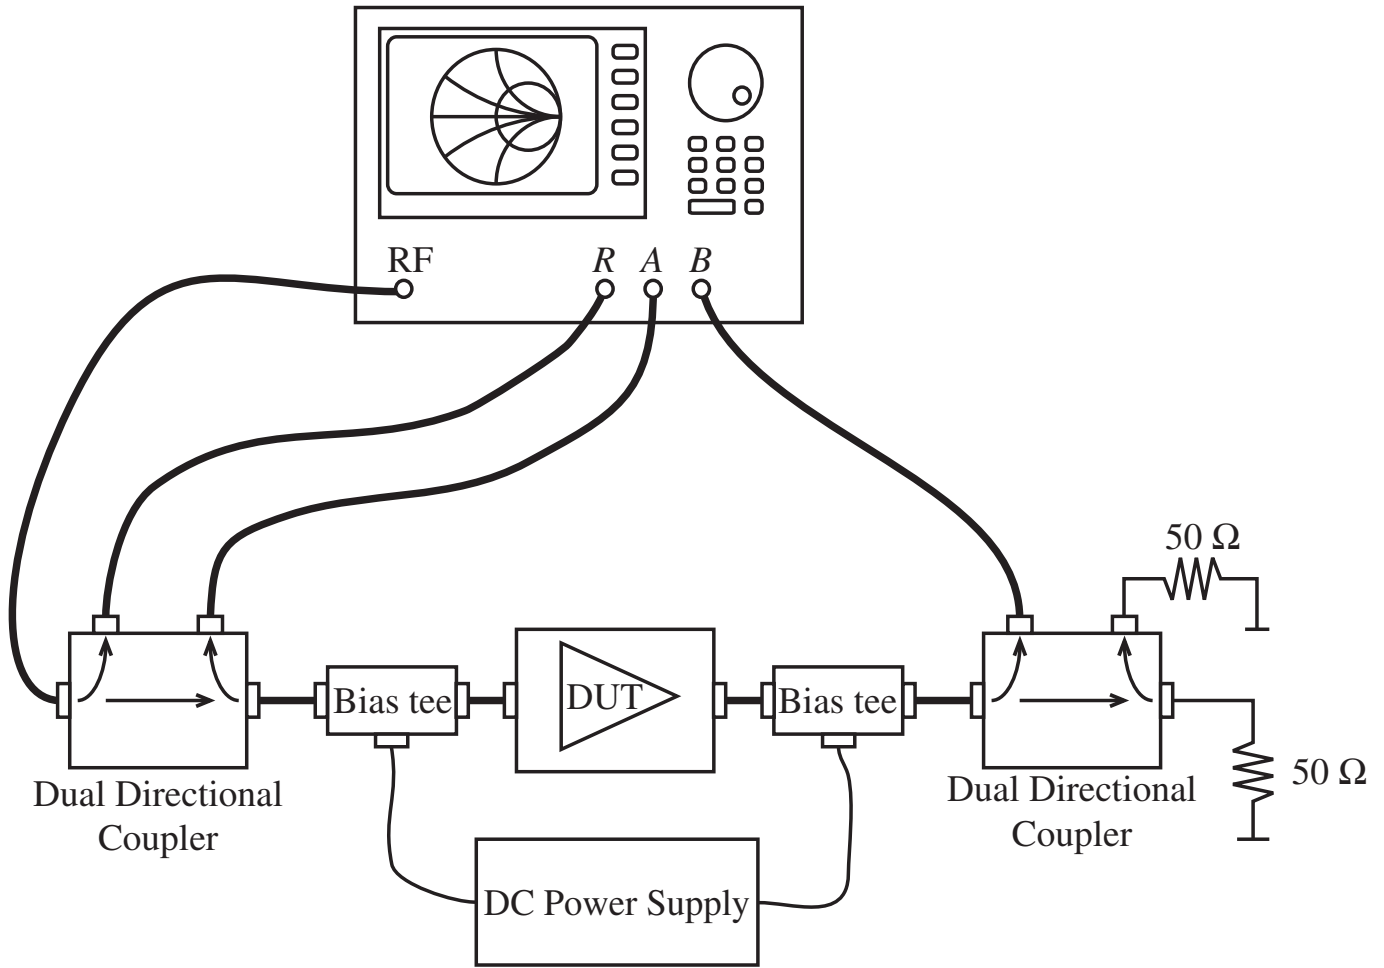 RF
R A B
50 Ω
Bias tee
DUT
Bias tee
50 Ω
Dual Directional
Coupler
Dual Directional
Coupler
DC Power Supply